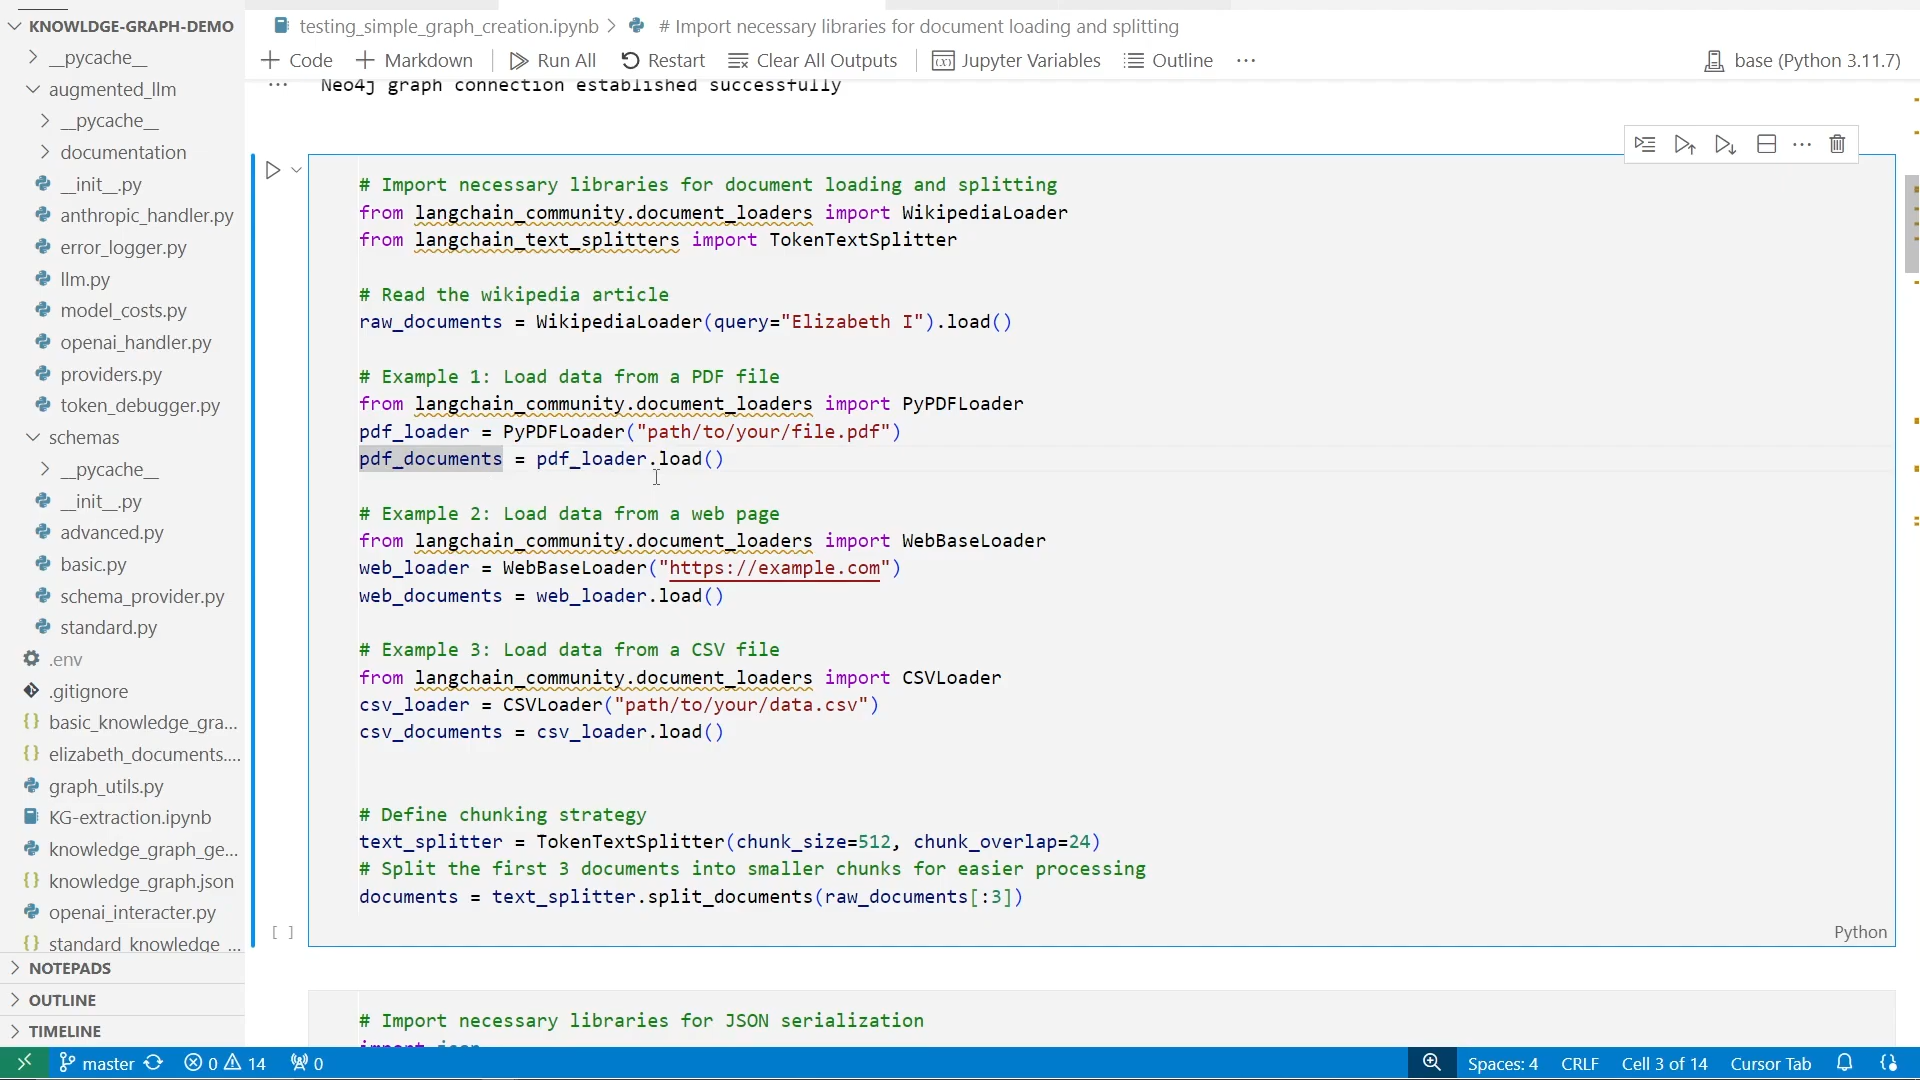 KNOWLDGE-GRAPH-DEMO
__pycache__
augmented_llm
__pycache__
documentation
__init__.py
anthropic_handler.py
error_logger.py
llm.py
model_costs.py
openai_handler.py
providers.py
token_debugger.py
schemas
__pycache__
__init__.py
advanced.py
basic.py
schema_provider.py
standard.py
.env
.gitignore
basic_knowledge_gra...
elizabeth_documents....
graph_utils.py
KG-extraction.ipynb
knowledge_graph_ge...
knowledge_graph.json
openai_interacter.py
standard_knowledge_...
NOTEPADS
OUTLINE
TIMELINE
testing_simple_graph_creation.ipynb > # Import necessary libraries for document loading and splitting
Code Markdown Run All Restart Clear All Outputs Jupyter Variables Outline ... base (Python 3.11.7)
... Neo4j graph connection established successfully
# Import necessary libraries for document loading and splitting
from langchain_community.document_loaders import WikipediaLoader
from langchain_text_splitters import TokenTextSplitter
# Read the wikipedia article
raw_documents = WikipediaLoader(query="Elizabeth I").load()
# Example 1: Load data from a PDF file
from langchain_community.document_loaders import PyPDFLoader
pdf_loader = PyPDFLoader("path/to/your/file.pdf")
pdf_documents = pdf_loader.load()
# Example 2: Load data from a web page
from langchain_community.document_loaders import WebBaseLoader
web_loader = WebBaseLoader("https://example.com")
web_documents = web_loader.load()
# Example 3: Load data from a CSV file
from langchain_community.document_loaders import CSVLoader
csv_loader = CSVLoader("path/to/your/data.csv")
csv_documents = csv_loader.load()
# Define chunking strategy
text_splitter = TokenTextSplitter(chunk_size=512, chunk_overlap=24)
# Split the first 3 documents into smaller chunks for easier processing
documents = text_splitter.split_documents(raw_documents[:3])
[ ] Python
# Import necessary libraries for JSON serialization
import json
master 0 14 0 Spaces: 4 CRLF Cell 3 of 14 Cursor Tab